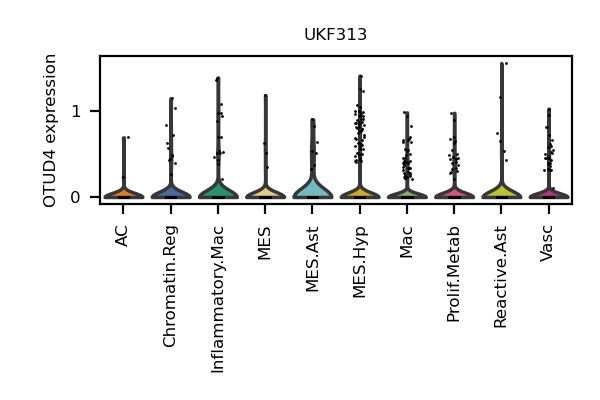 UKF313
OTUD4 expression
1
0
AC
Chromatin.Reg
Inflammatory.Mac
MES
MES.Ast
MES.Hyp
Mac
Prolif.Metab
Reactive.Ast
Vasc